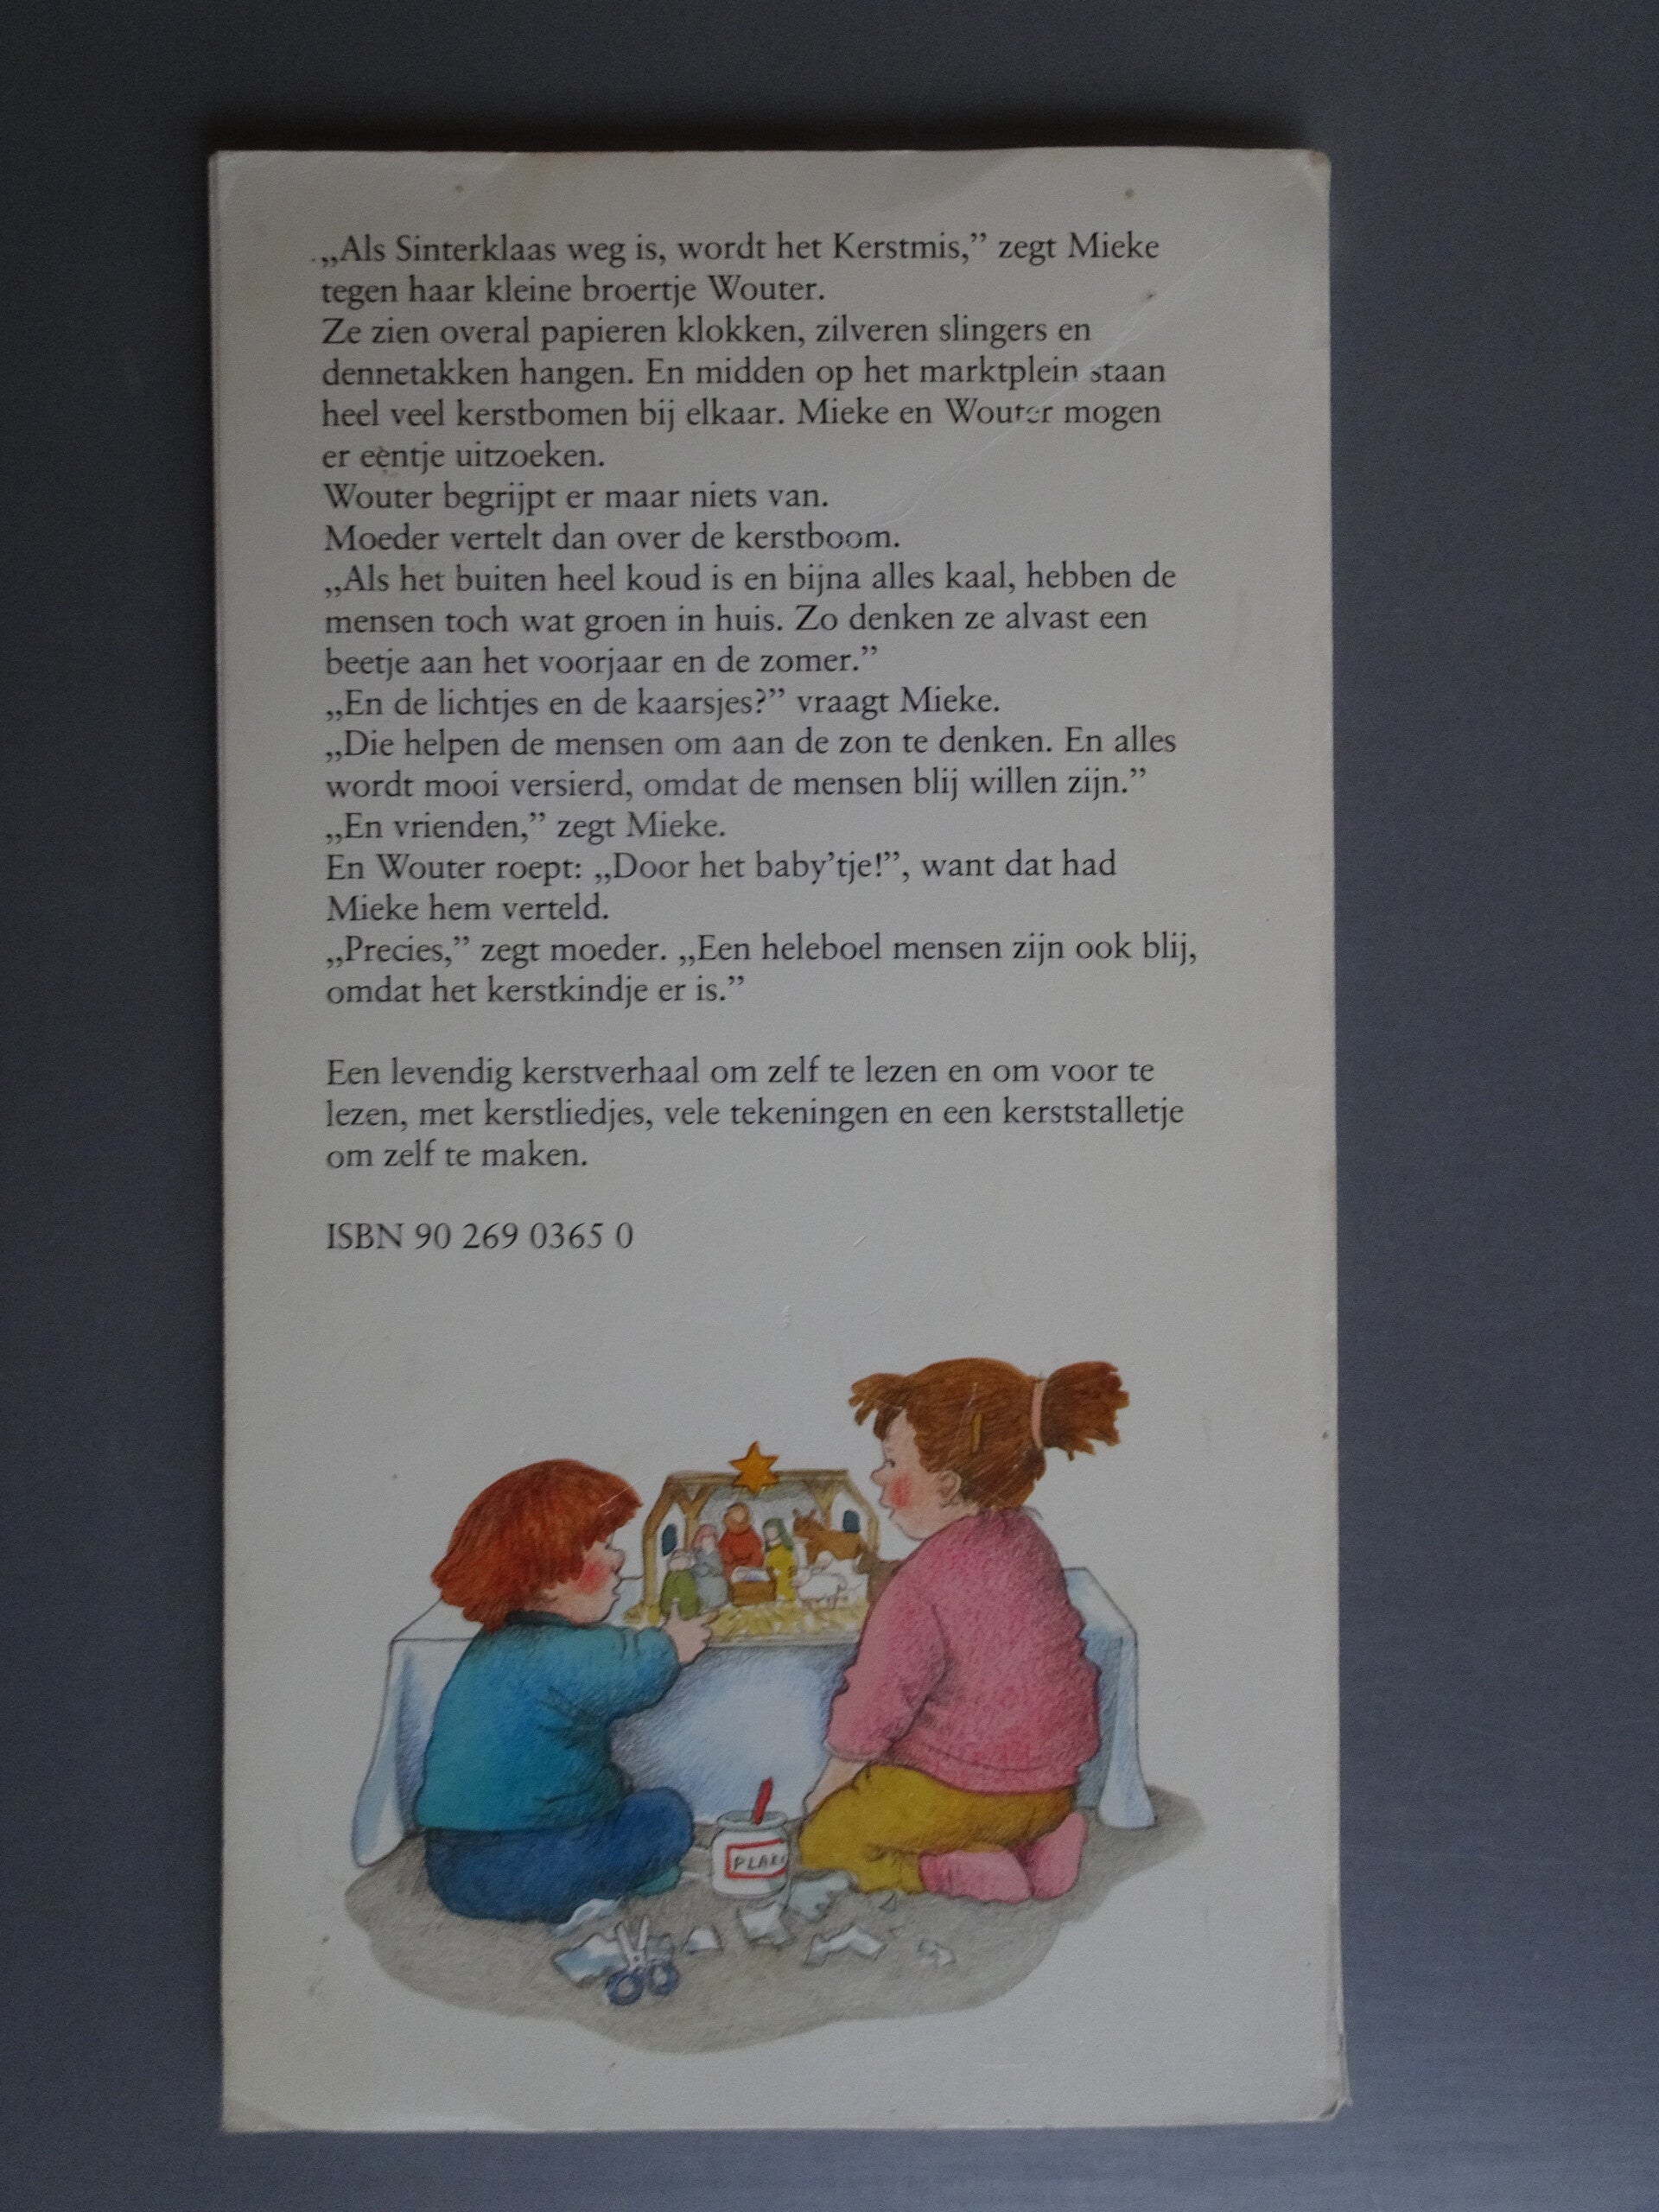 „Als Sinterklaas weg is, wordt het Kerstmis,” zegt Mieke
tegen haar kleine broertje Wouter.
Ze zien overal papieren klokken, zilveren slingers en
dennetakken hangen. En midden op het marktplein staan
heel veel kerstbomen bij elkaar. Mieke en Wouter mogen
er eentje uitzoeken.
Wouter begrijpt er maar niets van.
Moeder vertelt dan over de kerstboom.
„Als het buiten heel koud is en bijna alles kaal, hebben de
mensen toch wat groen in huis. Zo denken ze alvast een
beetje aan het voorjaar en de zomer.”
„En de lichtjes en de kaarsjes?” vraagt Mieke.
„Die helpen de mensen om aan de zon te denken. En alles
wordt mooi versierd, omdat de mensen blij willen zijn.”
„En vrienden,” zegt Mieke.
En Wouter roept: „Door het baby’tje!”, want dat had
Mieke hem verteld.
„Precies,” zegt moeder. „Een heleboel mensen zijn ook blij,
omdat het kerstkindje er is.”
Een levendig kerstverhaal om zelf te lezen en om voor te
lezen, met kerstliedjes, vele tekeningen en een kerststalletje
om zelf te maken.
ISBN 90 269 0365 0